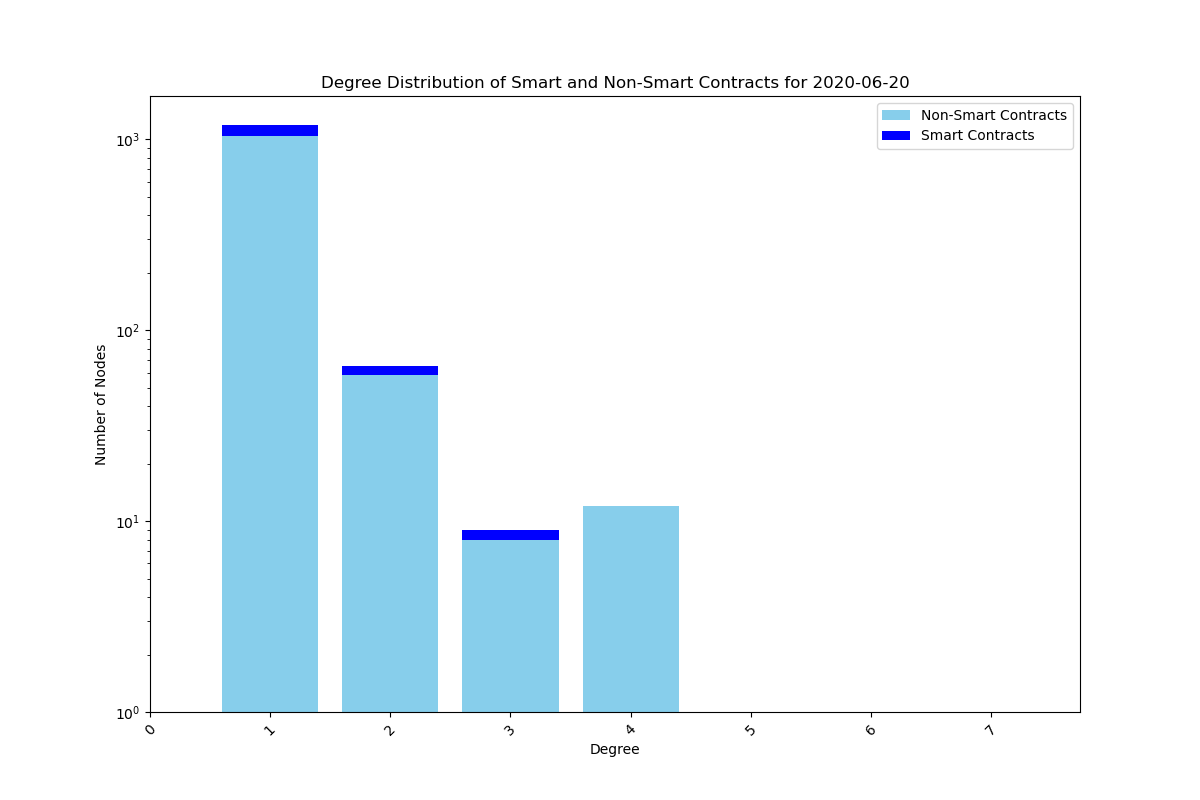 Degree Distribution of Smart and Non-Smart Contracts for 2020-06-20
Non-Smart Contracts
Smart Contracts
Number of Nodes
10³
10²
10¹
10⁰
0 1 2 3 4 5 6 7
Degree